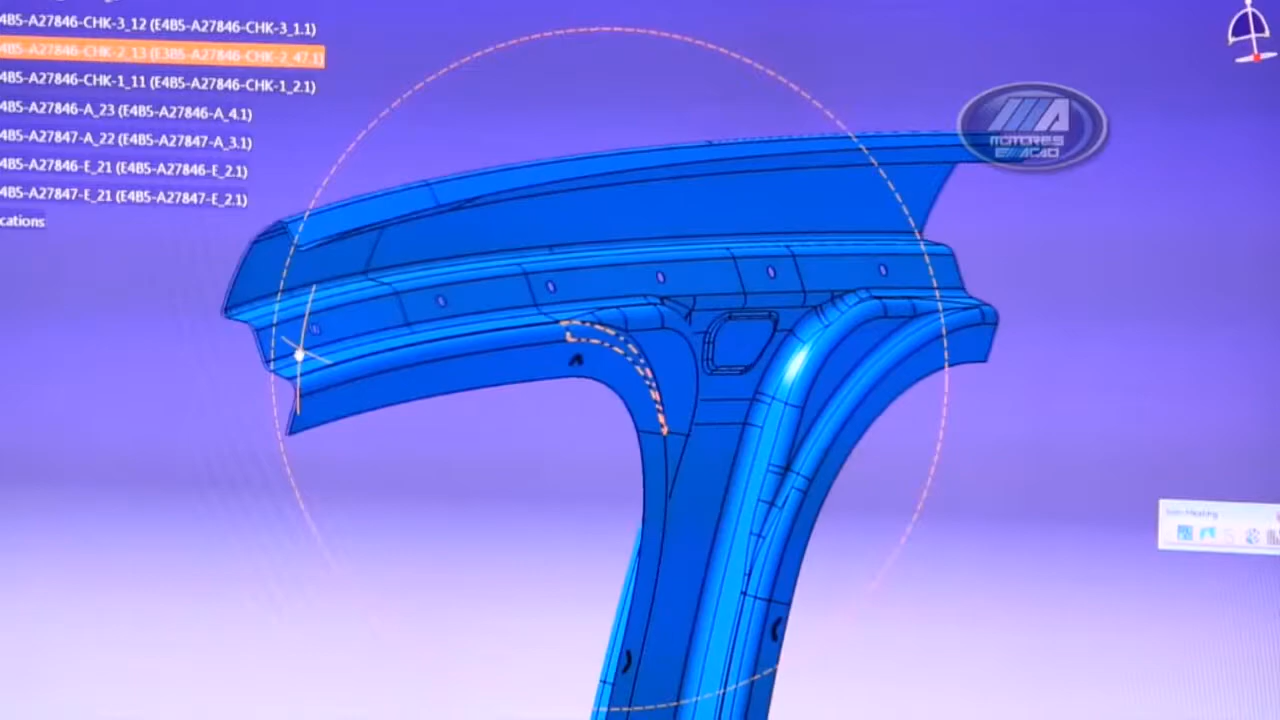 4B5-A27846-CHK-3_12 (E4B5-A27846-CHK-3_1.1)
4B5-A27846-CHK-2_13 (E3B5-A27846-CHK-2_47.1)
4B5-A27846-CHK-1_11 (E4B5-A27846-CHK-1_2.1)
4B5-A27846-A_23 (E4B5-A27846-A_4.1)
4B5-A27847-A_22 (E4B5-A27847-A_3.1)
4B5-A27846-E_21 (E4B5-A27846-E_2.1)
4B5-A27847-E_21 (E4B5-A27847-E_2.1)
cations
MA
MOTORES